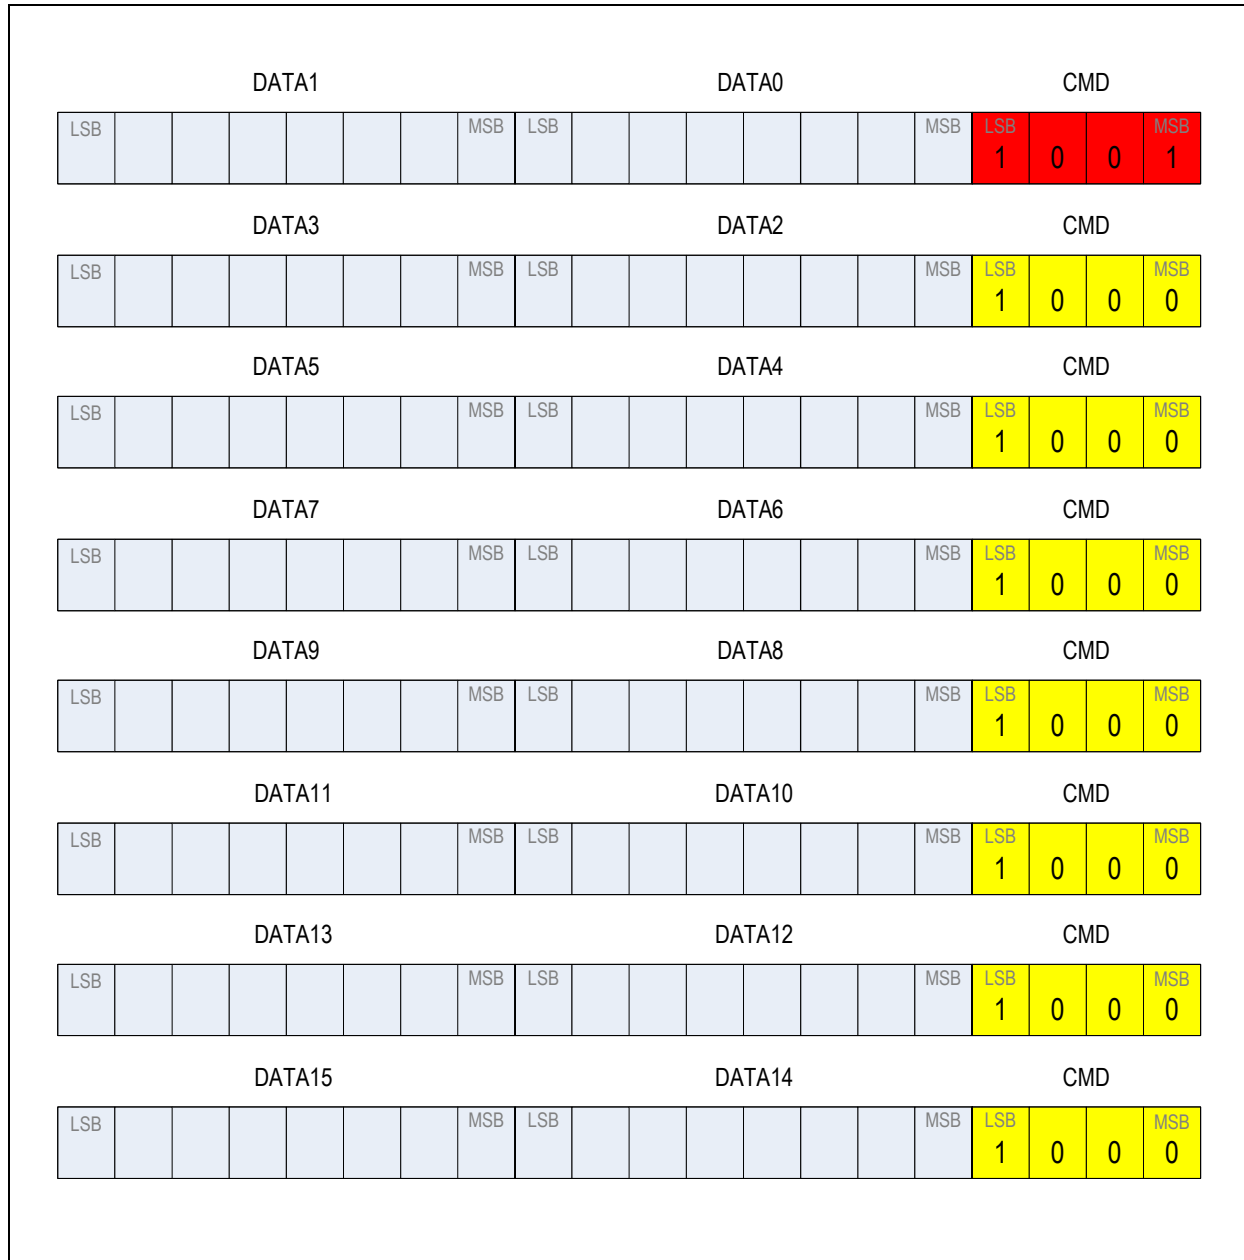 DATA1 DATA0 CMD
LSB MSB LSB MSB LSB MSB
1 0 0 1
DATA3 DATA2 CMD
LSB MSB LSB MSB LSB MSB
1 0 0 0
DATA5 DATA4 CMD
LSB MSB LSB MSB LSB MSB
1 0 0 0
DATA7 DATA6 CMD
LSB MSB LSB MSB LSB MSB
1 0 0 0
DATA9 DATA8 CMD
LSB MSB LSB MSB LSB MSB
1 0 0 0
DATA11 DATA10 CMD
LSB MSB LSB MSB LSB MSB
1 0 0 0
DATA13 DATA12 CMD
LSB MSB LSB MSB LSB MSB
1 0 0 0
DATA15 DATA14 CMD
LSB MSB LSB MSB LSB MSB
1 0 0 0